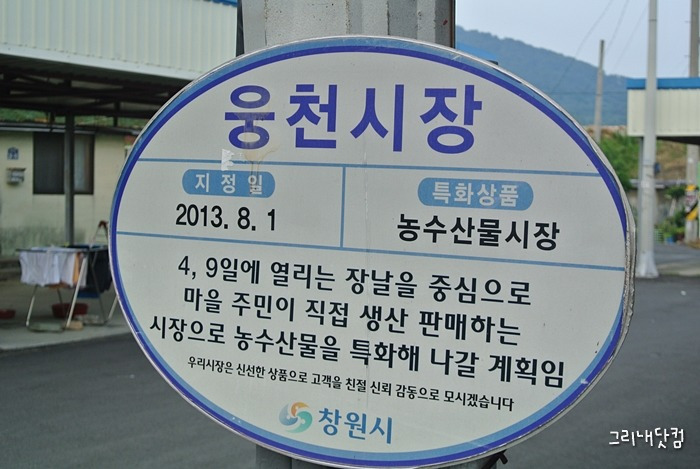 웅천시장
지정일
2013. 8. 1
특화상품
농수산물시장
4, 9일에 열리는 장날을 중심으로
마을 주민이 직접 생산 판매하는
시장으로 농수산물을 특화해 나갈 계획임
우리시장은 신선한 상품으로 고객을 친절 신뢰 감동으로 모시겠습니다
창원시
그리내닷컴